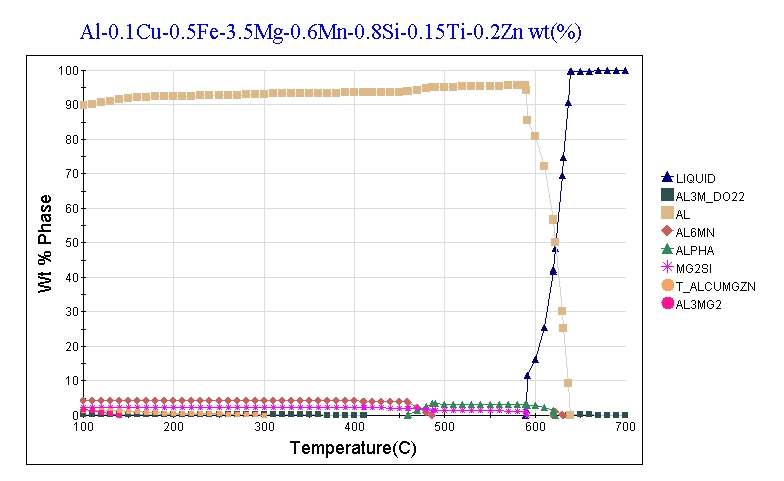 Al-0.1Cu-0.5Fe-3.5Mg-0.6Mn-0.8Si-0.15Ti-0.2Zn wt(%)
100
90
80
70
60
50
40
30
20
10
0
Wt % Phase
100 200 300 400 500 600 700
Temperature(C)
LIQUID
AL3M_DO22
AL
AL6MN
ALPHA
MG2SI
T_ALCUMGZN
AL3MG2